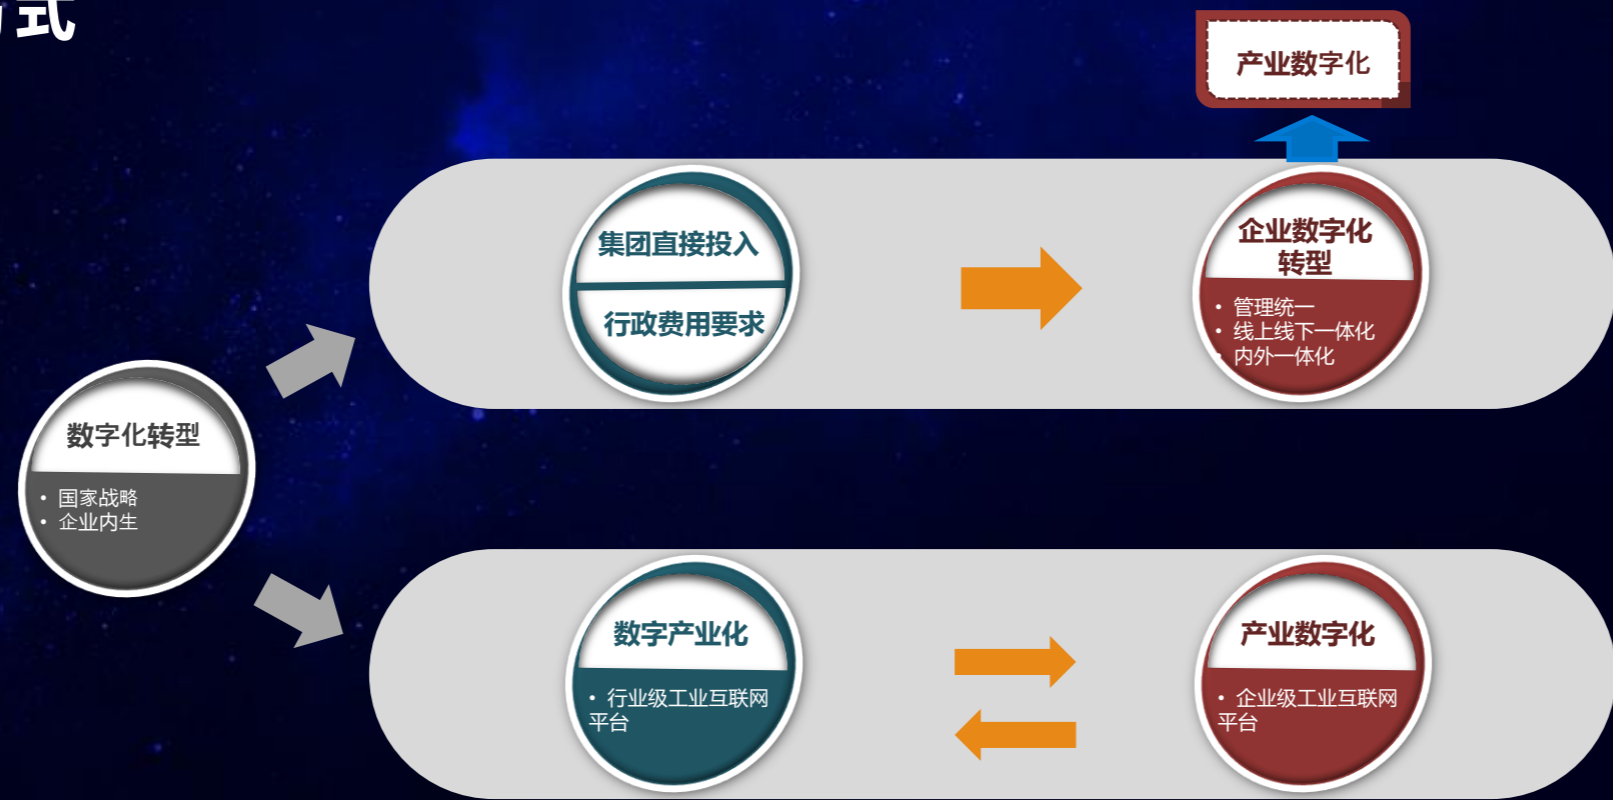 式
产业数字化
集团直接投入
行政费用要求
企业数字化
转型
• 管理统一
• 线上线下一体化
• 内外一体化
数字化转型
• 国家战略
• 企业内生
数字产业化
• 行业级工业互联网
平台
产业数字化
• 企业级工业互联网
平台